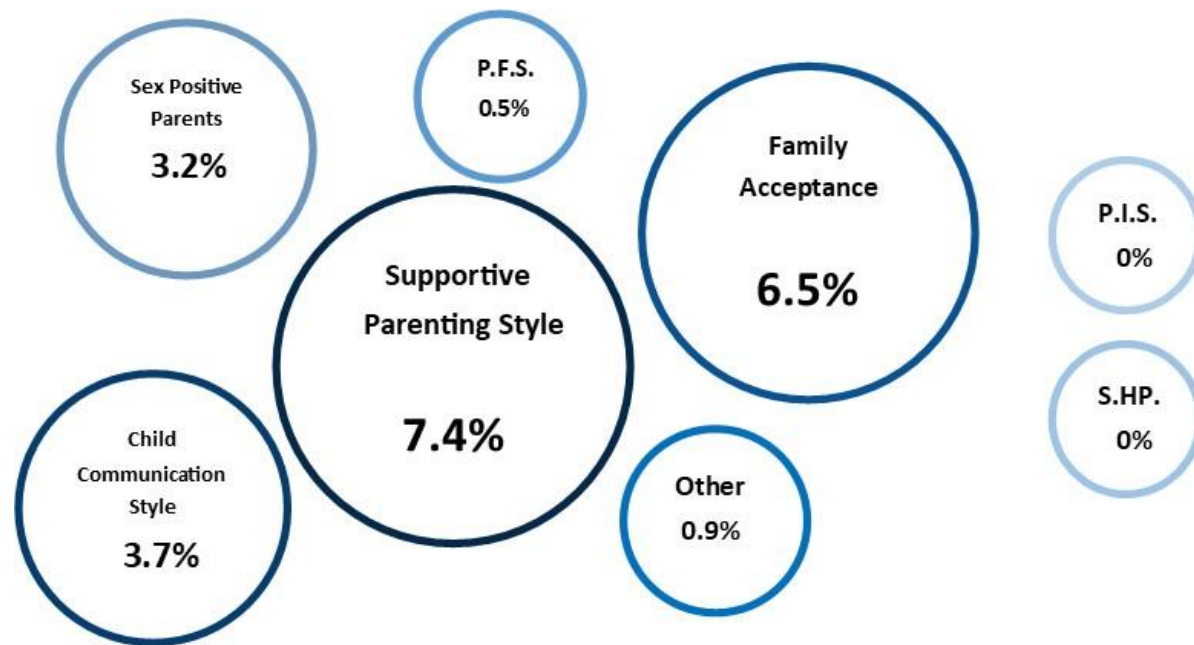 Sex Positive
Parents
3.2%
P.F.S.
0.5%
Family
Acceptance
6.5%
P.I.S.
0%
Supportive
Parenting Style
7.4%
S.HP.
0%
Child
Communication
Style
3.7%
Other
0.9%